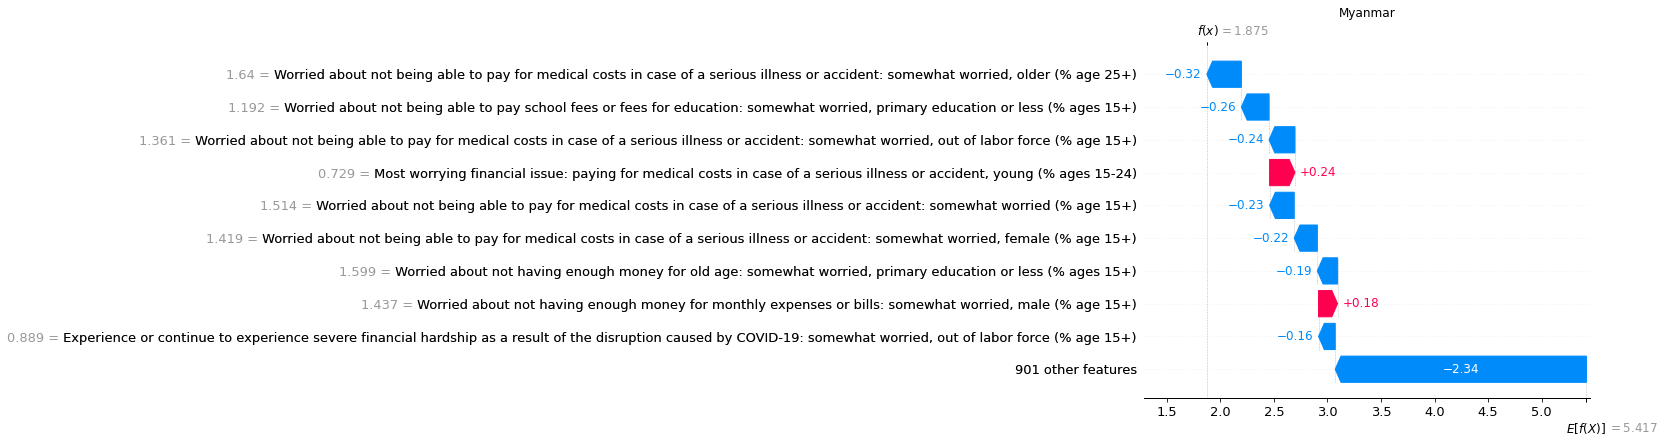 Myanmar
f(x) = 1.875
1.64 = Worried about not being able to pay for medical costs in case of a serious illness or accident: somewhat worried, older (% age 25+) −0.32
1.192 = Worried about not being able to pay school fees or fees for education: somewhat worried, primary education or less (% ages 15+) −0.26
1.361 = Worried about not being able to pay for medical costs in case of a serious illness or accident: somewhat worried, out of labor force (% age 15+) −0.24
0.729 = Most worrying financial issue: paying for medical costs in case of a serious illness or accident, young (% ages 15-24) +0.24
1.514 = Worried about not being able to pay for medical costs in case of a serious illness or accident: somewhat worried (% age 15+) −0.23
1.419 = Worried about not being able to pay for medical costs in case of a serious illness or accident: somewhat worried, female (% age 15+) −0.22
1.599 = Worried about not having enough money for old age: somewhat worried, primary education or less (% ages 15+) −0.19
1.437 = Worried about not having enough money for monthly expenses or bills: somewhat worried, male (% age 15+) +0.18
0.889 = Experience or continue to experience severe financial hardship as a result of the disruption caused by COVID-19: somewhat worried, out of labor force (% age 15+) −0.16
901 other features −2.34
1.5 2.0 2.5 3.0 3.5 4.0 4.5 5.0
E[f(X)] = 5.417